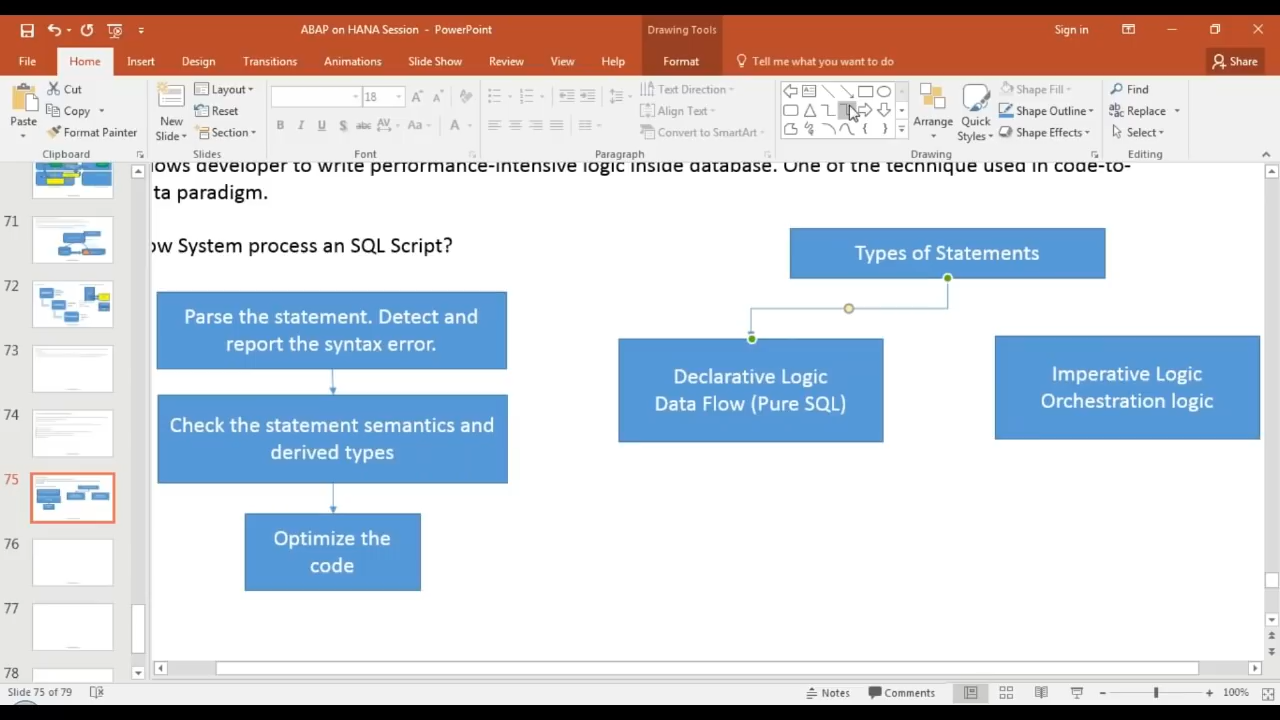 ABAP on HANA Session - PowerPoint
Drawing Tools
Sign in
File Home Insert Design Transitions Animations Slide Show Review View Help Format Tell me what you want to do Share
Paste
Cut
Copy
Format Painter
Clipboard
New Slide
Layout
Reset
Section
Slides
18
B I U S abc AV Aa A
Font
Text Direction
Align Text
Convert to SmartArt
Paragraph
Arrange
Quick Styles
Shape Fill
Shape Outline
Shape Effects
Drawing
Find
Replace
Select
Editing
71
72
73
74
75
76
77
78
lows developer to write performance-intensive logic inside database. One of the technique used in code-to-
ta paradigm.
ow System process an SQL Script?
Parse the statement. Detect and
report the syntax error.
Check the statement semantics and
derived types
Optimize the
code
Types of Statements
Declarative Logic
Data Flow (Pure SQL)
Imperative Logic
Orchestration logic
Slide 75 of 79
Notes
Comments
100%